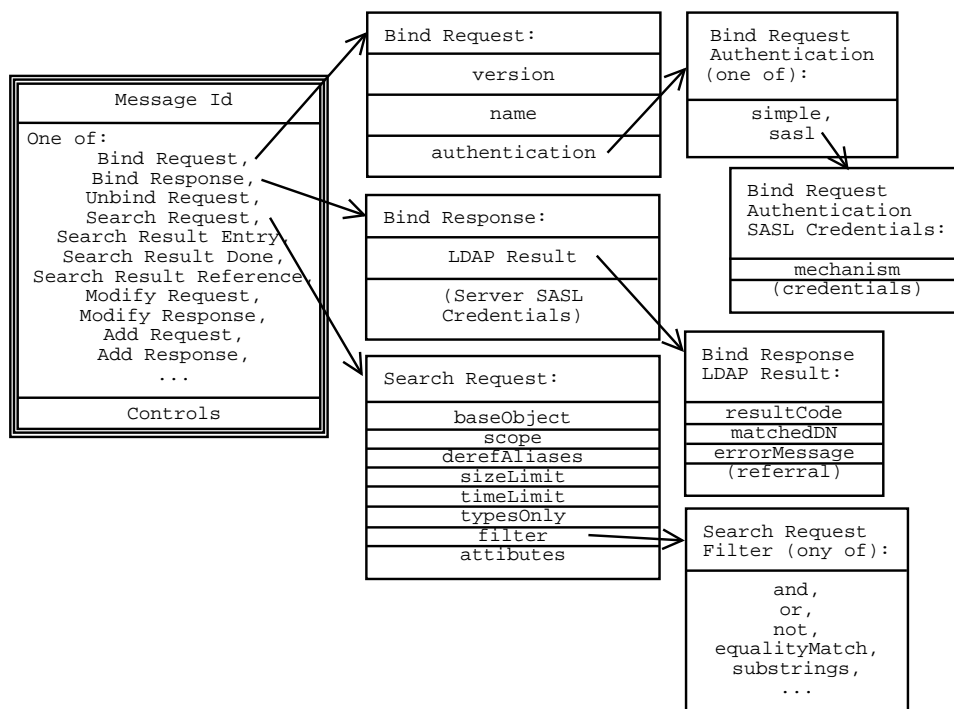 Message Id
One of:
Bind Request,
Bind Response,
Unbind Request,
Search Request,
Search Result Entry,
Search Result Done,
Search Result Reference,
Modify Request,
Modify Response,
Add Request,
Add Response,
...
Controls
Bind Request:
version
name
authentication
Bind Response:
LDAP Result
(Server SASL
Credentials)
Search Request:
baseObject
scope
derefAliases
sizeLimit
timeLimit
typesOnly
filter
attibutes
Bind Request
Authentication
(one of):
simple,
sasl
Bind Request
Authentication
SASL Credentials:
mechanism
(credentials)
Bind Response
LDAP Result:
resultCode
matchedDN
errorMessage
(referral)
Search Request
Filter (ony of):
and,
or,
not,
equalityMatch,
substrings,
...